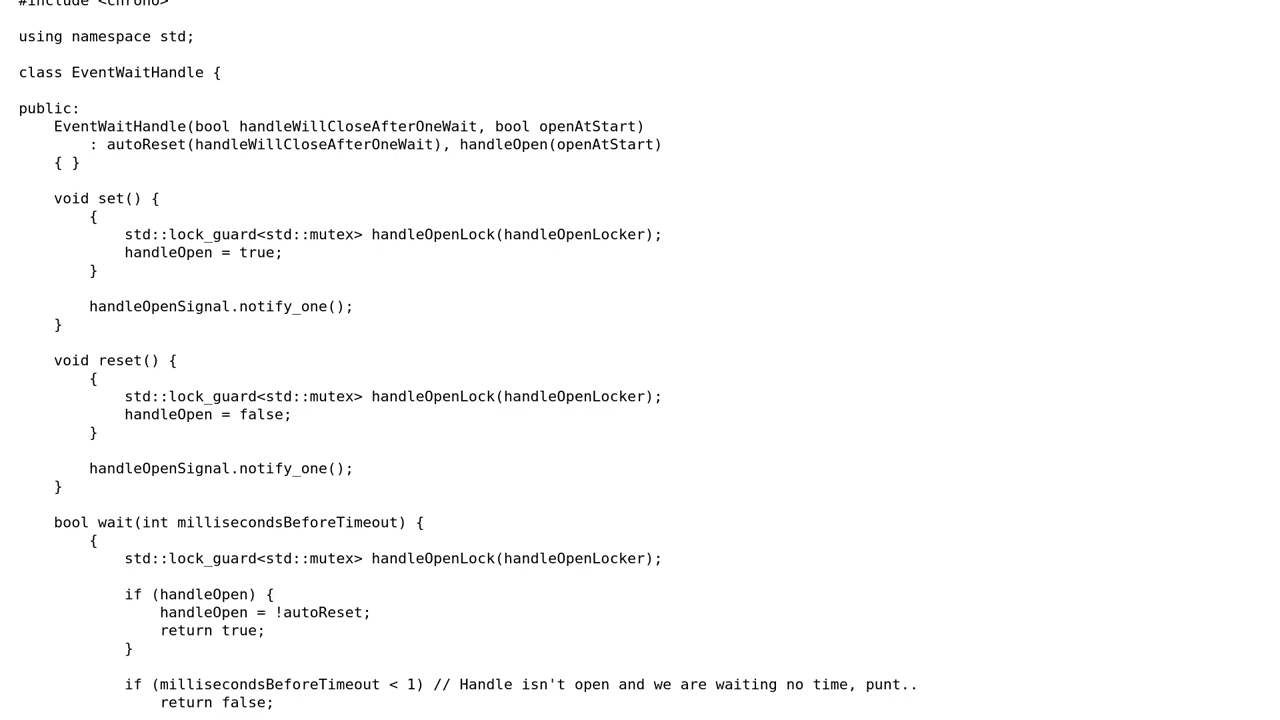 #include <chrono>
using namespace std;
class EventWaitHandle {
public:
    EventWaitHandle(bool handleWillCloseAfterOneWait, bool openAtStart)
        : autoReset(handleWillCloseAfterOneWait), handleOpen(openAtStart)
    { }
    void set() {
        {
            std::lock_guard<std::mutex> handleOpenLock(handleOpenLocker);
            handleOpen = true;
        }
        handleOpenSignal.notify_one();
    }
    void reset() {
        {
            std::lock_guard<std::mutex> handleOpenLock(handleOpenLocker);
            handleOpen = false;
        }
        handleOpenSignal.notify_one();
    }
    bool wait(int millisecondsBeforeTimeout) {
        {
            std::lock_guard<std::mutex> handleOpenLock(handleOpenLocker);
            if (handleOpen) {
                handleOpen = !autoReset;
                return true;
            }
            if (millisecondsBeforeTimeout < 1) // Handle isn't open and we are waiting no time, punt..
                return false;